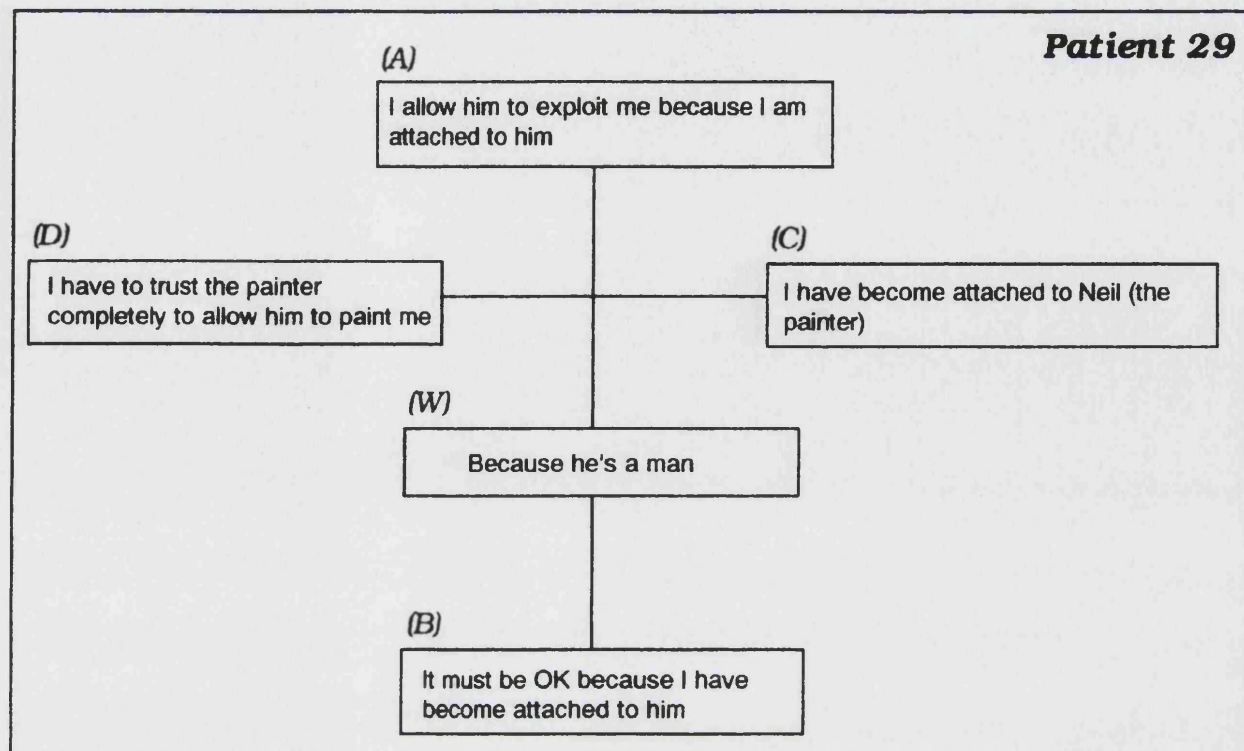 Patient 29
(A)
I allow him to exploit me because I am
attached to him
(D)
I have to trust the painter
completely to allow him to paint me
(C)
I have become attached to Neil (the
painter)
(W)
Because he's a man
(B)
It must be OK because I have
become attached to him